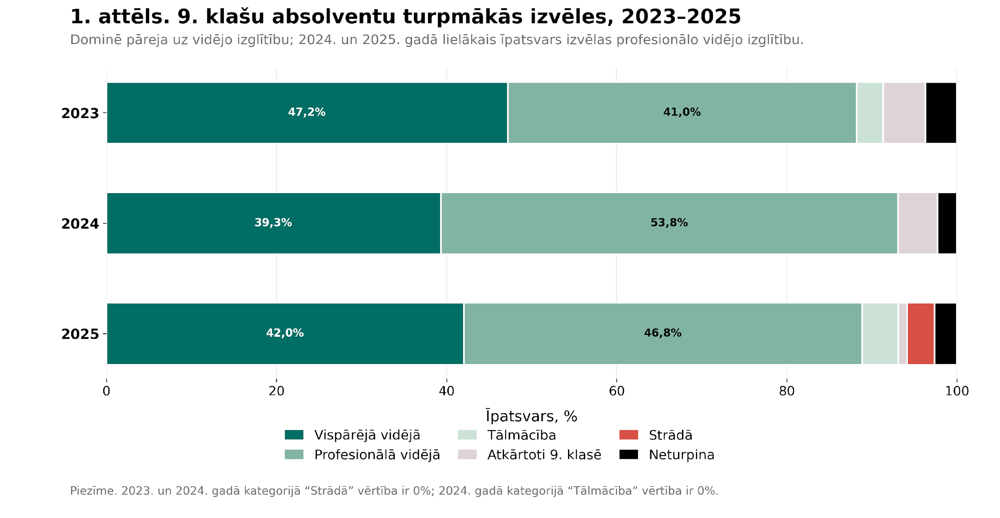 1. attēls. 9. klašu absolventu turpmākās izvēles, 2023–2025
Dominē pāreja uz vidējo izglītību; 2024. un 2025. gadā lielākais īpatsvars izvēlas profesionālo vidējo izglītību.
2023
47,2%
41,0%
2024
39,3%
53,8%
2025
42,0%
46,8%
0 20 40 60 80 100
Īpatsvars, %
Vispārējā vidējā
Profesionālā vidējā
Tālmācība
Atkārtoti 9. klasē
Strādā
Neturpina
Piezīme. 2023. un 2024. gadā kategorijā “Strādā” vērtība ir 0%; 2024. gadā kategorijā “Tālmācība” vērtība ir 0%.